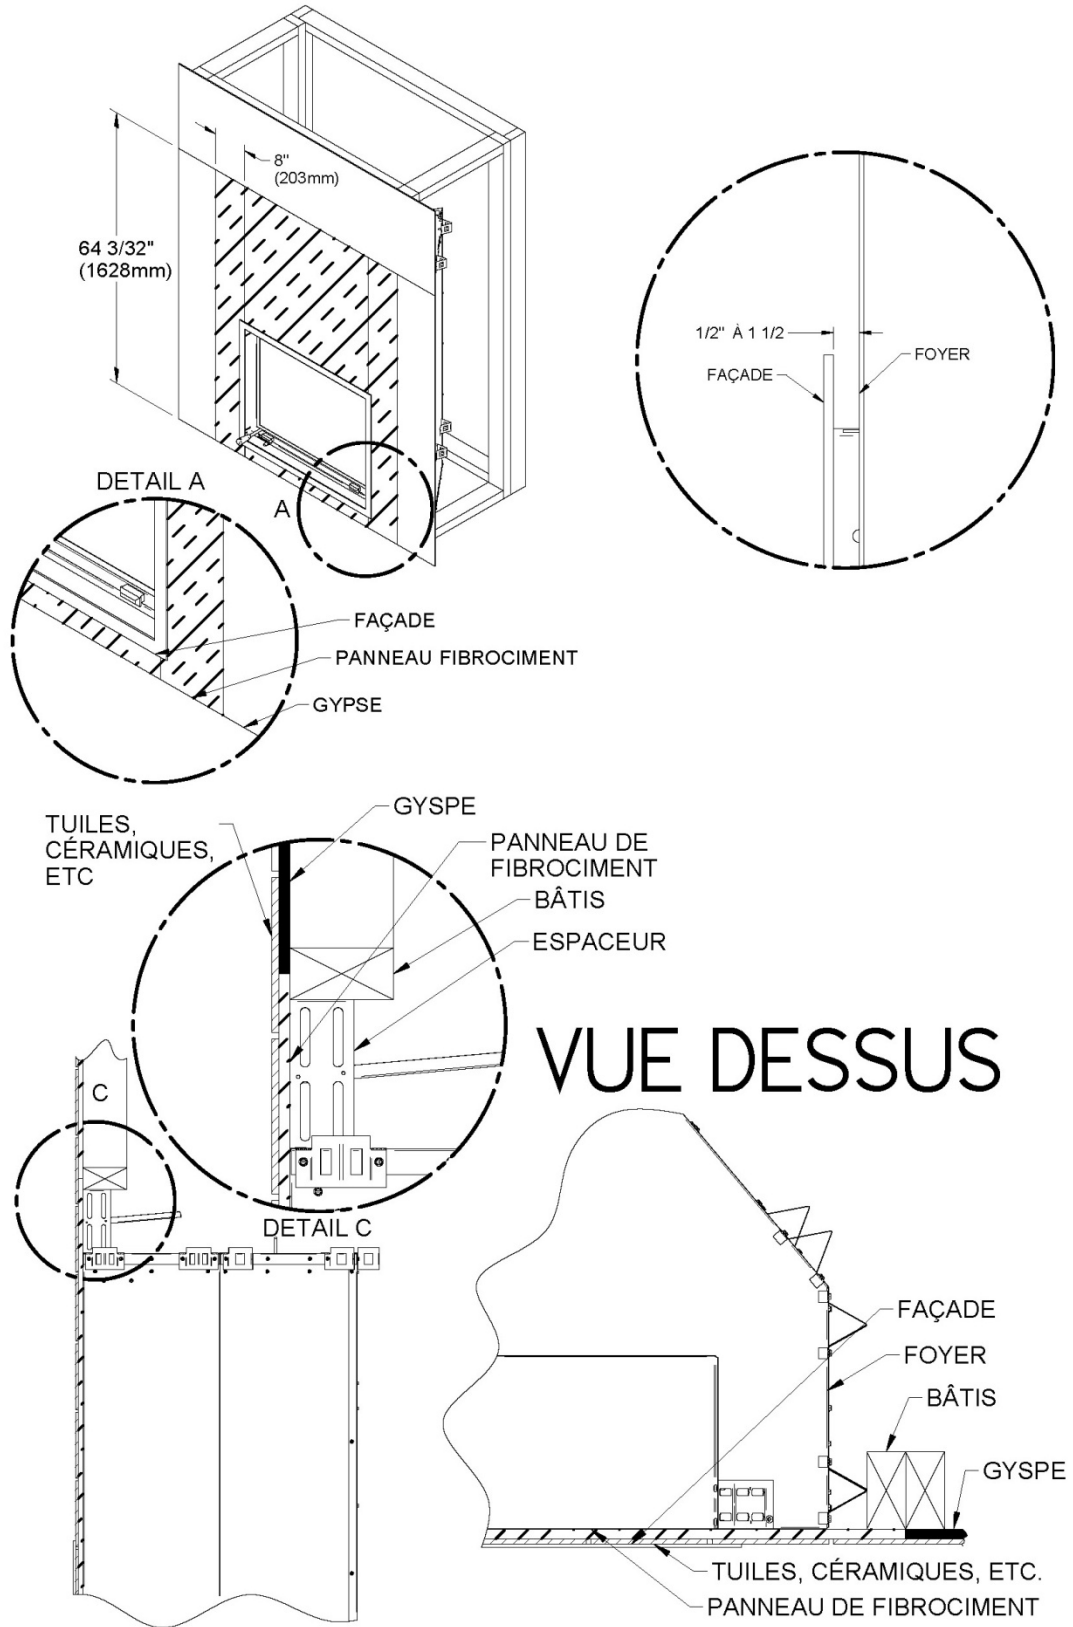 8"
(203mm)
64 3/32"
(1628mm)
1/2" À 1 1/2
FAÇADE
FOYER
DETAIL A
A
FAÇADE
PANNEAU FIBROCIMENT
GYPSE
TUILES,
CÉRAMIQUES,
ETC
GYSPE
PANNEAU DE
FIBROCIMENT
BÂTIS
ESPACEUR
VUE DESSUS
C
DETAIL C
FAÇADE
FOYER
BÂTIS
GYSPE
TUILES, CÉRAMIQUES, ETC.
PANNEAU DE FIBROCIMENT